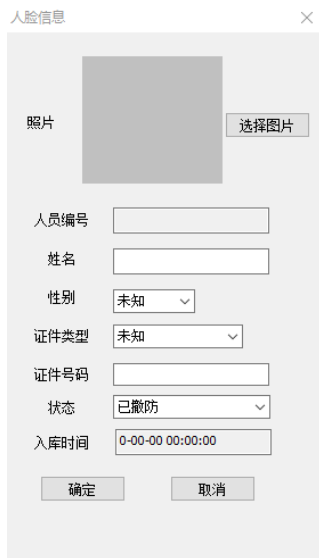 人脸信息
照片
选择图片
人员编号
姓名
性别 未知
证件类型 未知
证件号码
状态 已撤防
入库时间 0-00-00 00:00:00
确定 取消